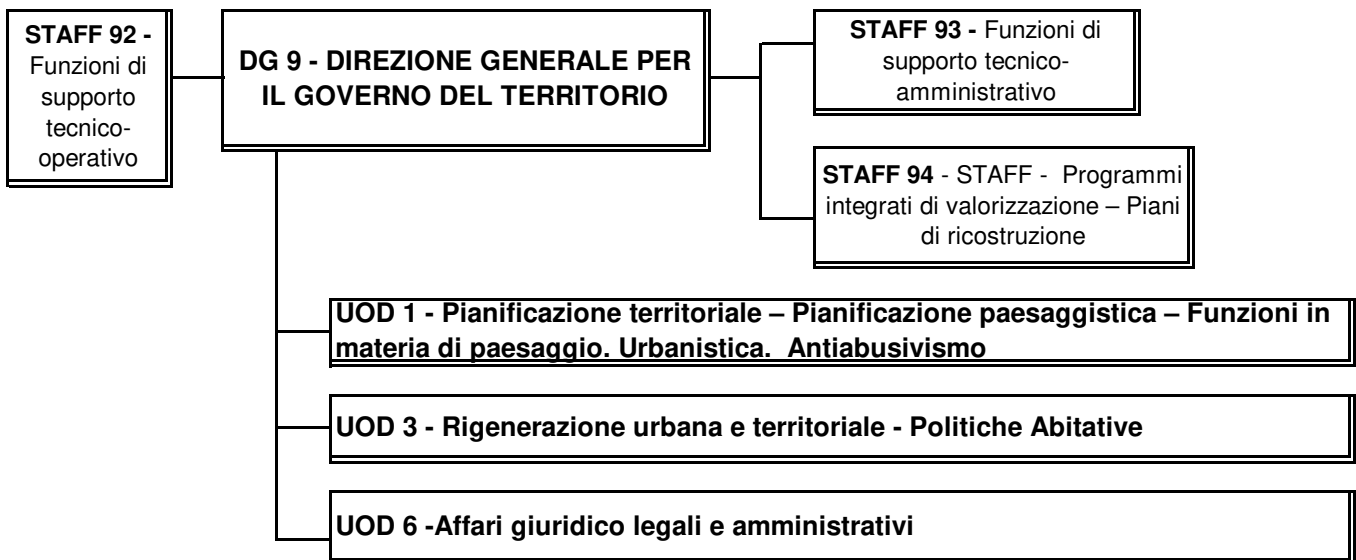 STAFF 92 -
Funzioni di
supporto
tecnico-
operativo
DG 9 - DIREZIONE GENERALE PER
IL GOVERNO DEL TERRITORIO
STAFF 93 - Funzioni di
supporto tecnico-
amministrativo
STAFF 94 - STAFF - Programmi
integrati di valorizzazione – Piani
di ricostruzione
UOD 1 - Pianificazione territoriale – Pianificazione paesaggistica – Funzioni in
materia di paesaggio. Urbanistica. Antiabusivismo
UOD 3 - Rigenerazione urbana e territoriale - Politiche Abitative
UOD 6 -Affari giuridico legali e amministrativi